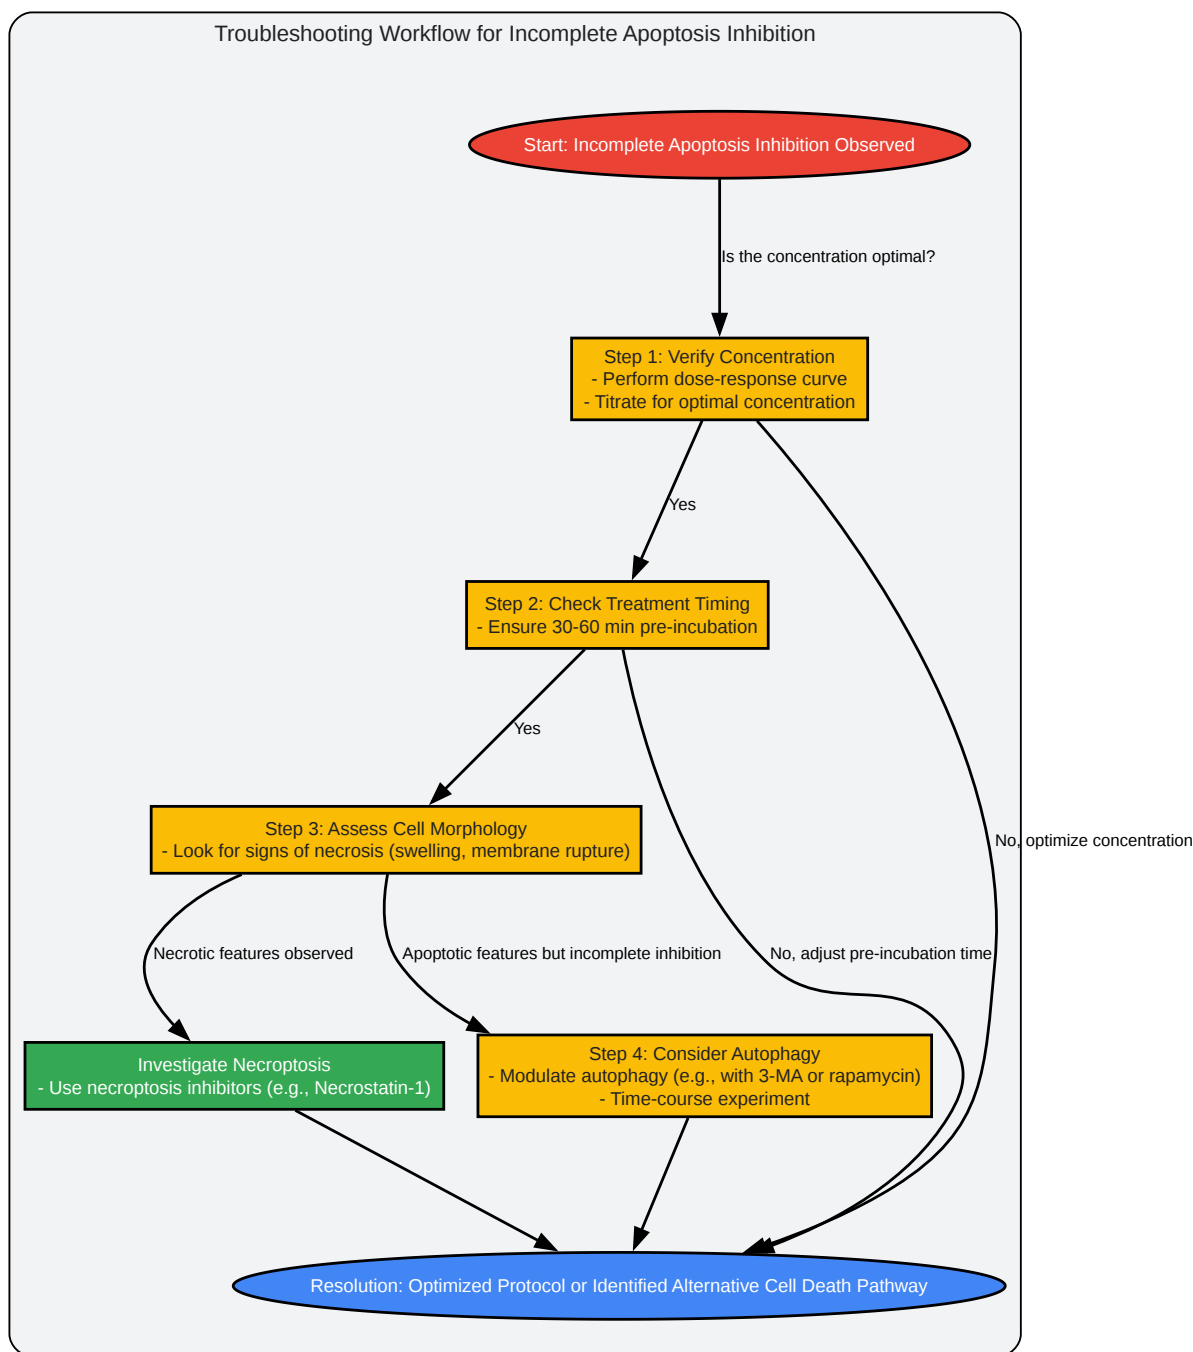 Troubleshooting Workflow for Incomplete Apoptosis Inhibition
Start: Incomplete Apoptosis Inhibition Observed
Is the concentration optimal?
Step 1: Verify Concentration
- Perform dose-response curve
- Titrate for optimal concentration
Yes
Step 2: Check Treatment Timing
- Ensure 30-60 min pre-incubation
Yes
Step 3: Assess Cell Morphology
- Look for signs of necrosis (swelling, membrane rupture)
No, optimize concentration
Necrotic features observed
Apoptotic features but incomplete inhibition
No, adjust pre-incubation time
Investigate Necroptosis
- Use necroptosis inhibitors (e.g., Necrostatin-1)
Step 4: Consider Autophagy
- Modulate autophagy (e.g., with 3-MA or rapamycin)
- Time-course experiment
Resolution: Optimized Protocol or Identified Alternative Cell Death Pathway